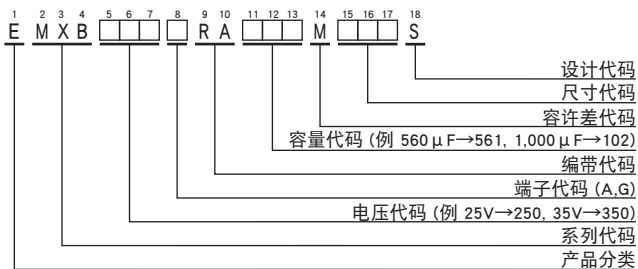 1 2 3 4 5 6 7 8 9 10 11 12 13 14 15 16 17 18
E M X B □□□ □ R A □□□ M □□□ S
设计代码
尺寸代码
容许差代码
容量代码 (例 560μF→561, 1,000μF→102)
编带代码
端子代码 (A,G)
电压代码 (例 25V→250, 35V→350)
系列代码
产品分类